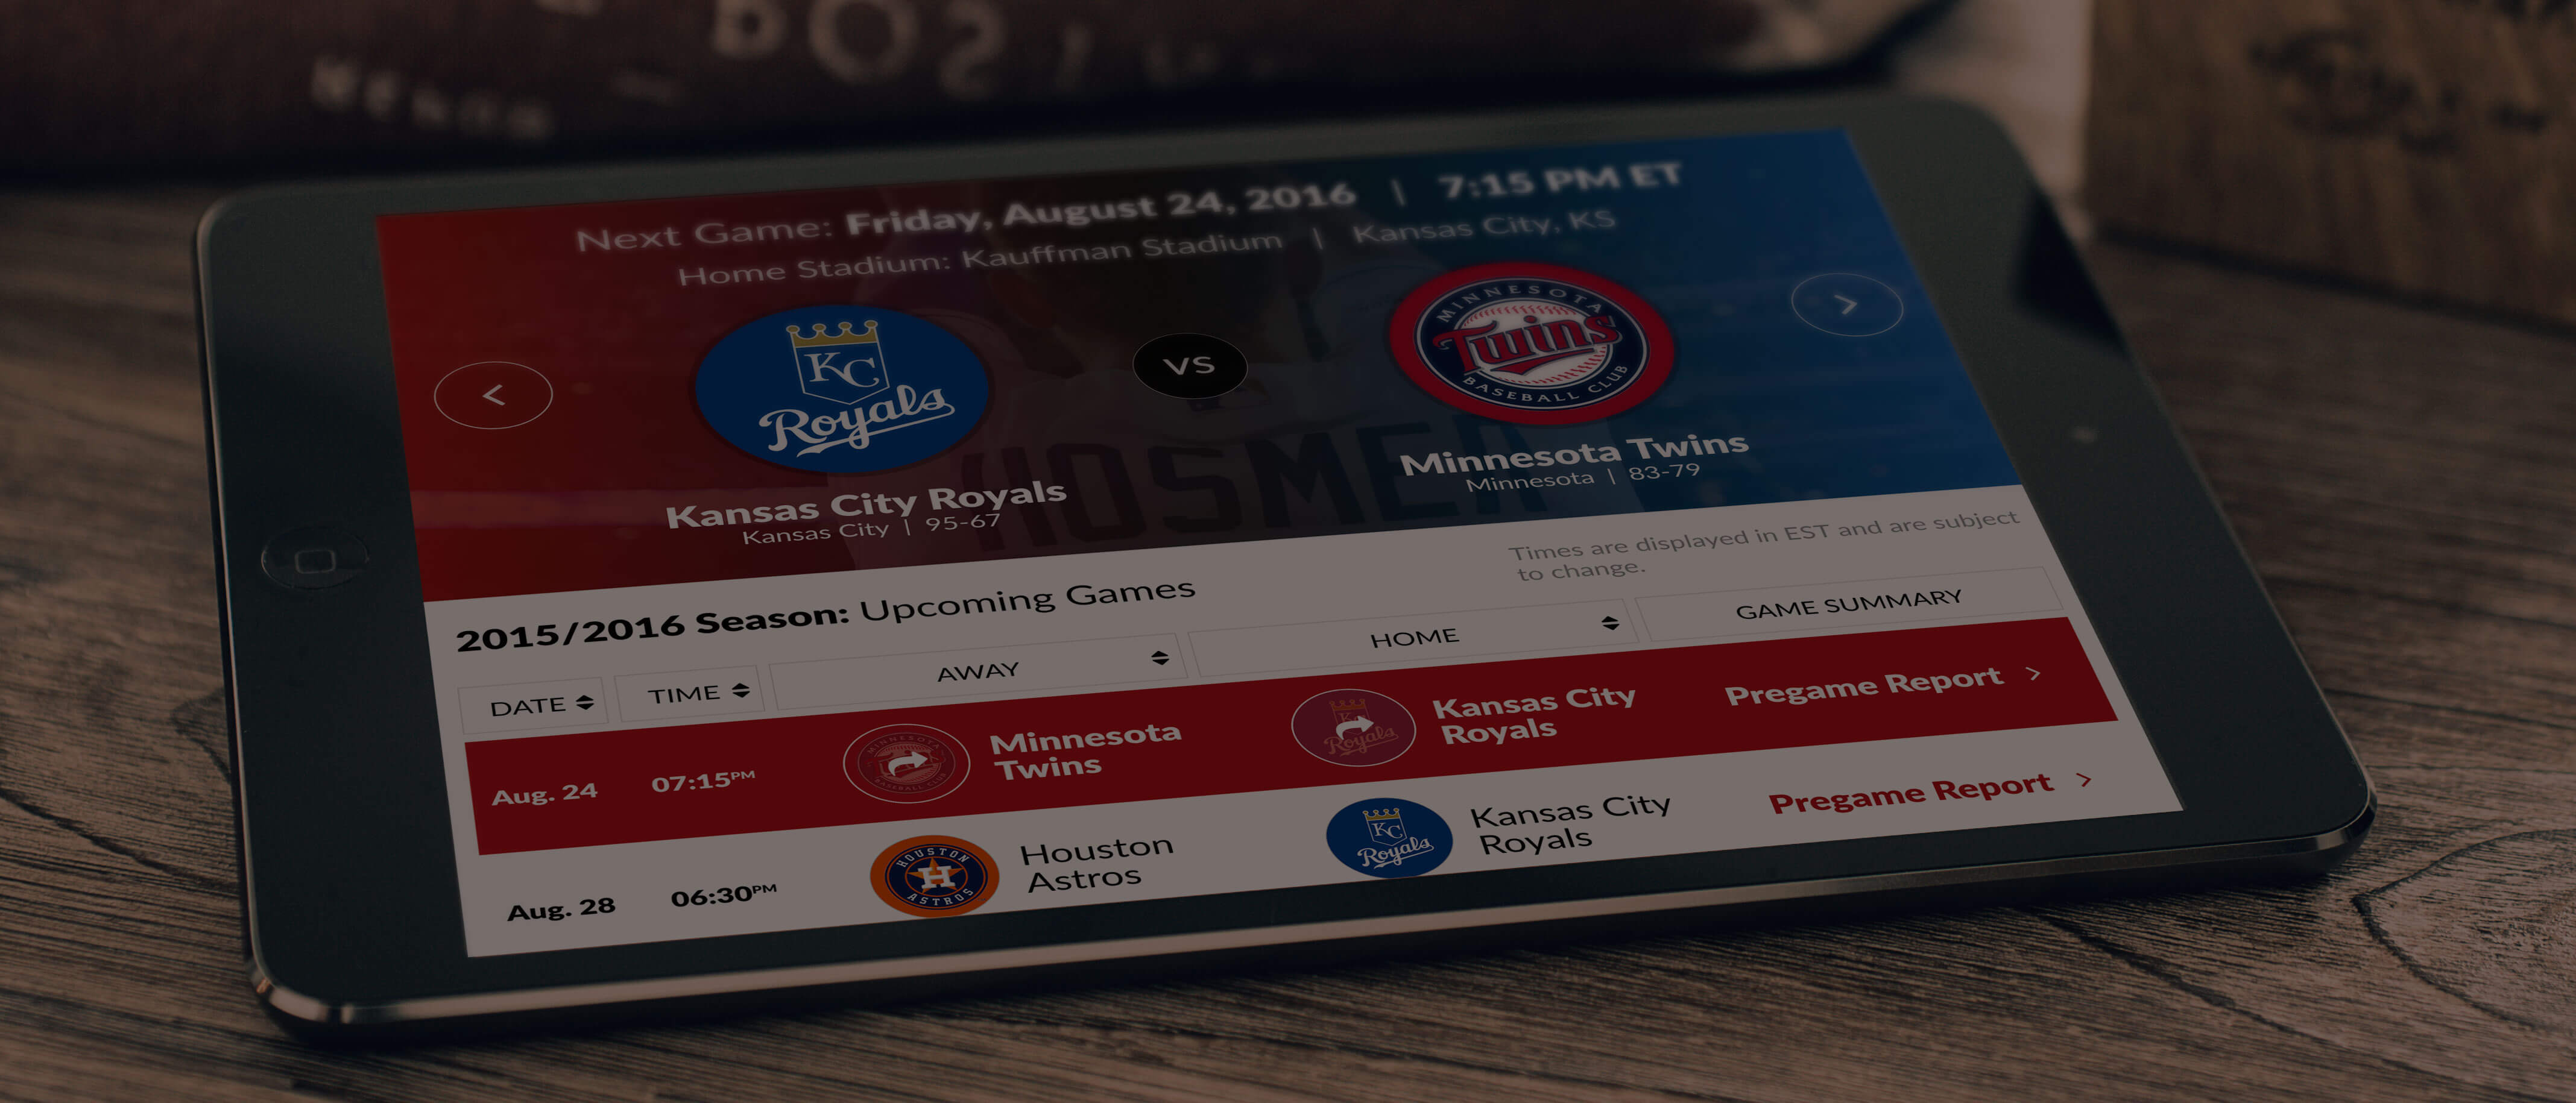 Next Game: Friday, August 24, 2016 | 7:15 PM ET
Home Stadium: Kauffman Stadium | Kansas City, KS
KC
Royals
VS
MINNESOTA
Twins
BASEBALL CLUB
HOSMER
Kansas City Royals
Kansas City | 95-67
Minnesota Twins
Minnesota | 83-79
2015/2016 Season: Upcoming Games
Times are displayed in EST and are subject
to change.
DATE TIME AWAY HOME GAME SUMMARY
Aug. 24 07:15PM Minnesota
Twins
KC
Royals
Kansas City
Royals
Pregame Report >
Aug. 28 06:30PM
HOUSTON
H
ASTROS
Houston
Astros
KC
Royals
Kansas City
Royals
Pregame Report >